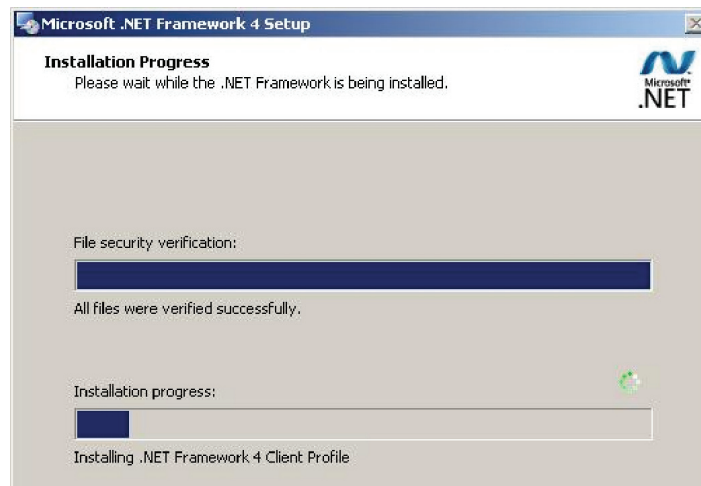 Microsoft .NET Framework 4 Setup
Installation Progress
Please wait while the .NET Framework is being installed.
Microsoft®
.NET
File security verification:
All files were verified successfully.
Installation progress:
Installing .NET Framework 4 Client Profile